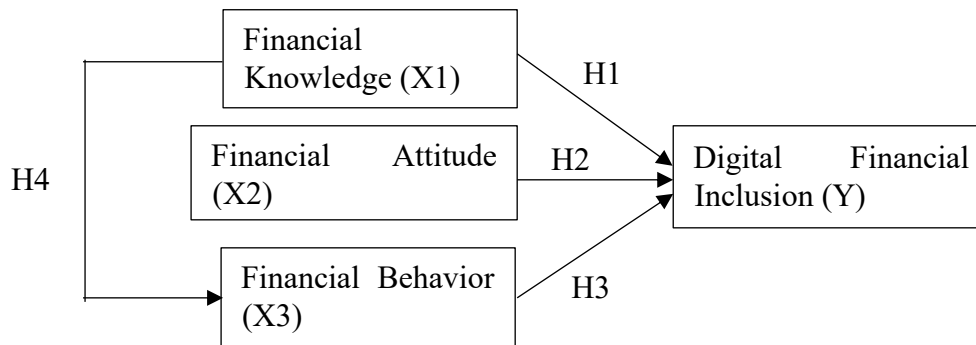 Financial
Knowledge (X1)
H1
Financial Attitude
(X2)
H2
Digital Financial
Inclusion (Y)
H4
Financial Behavior
(X3)
H3